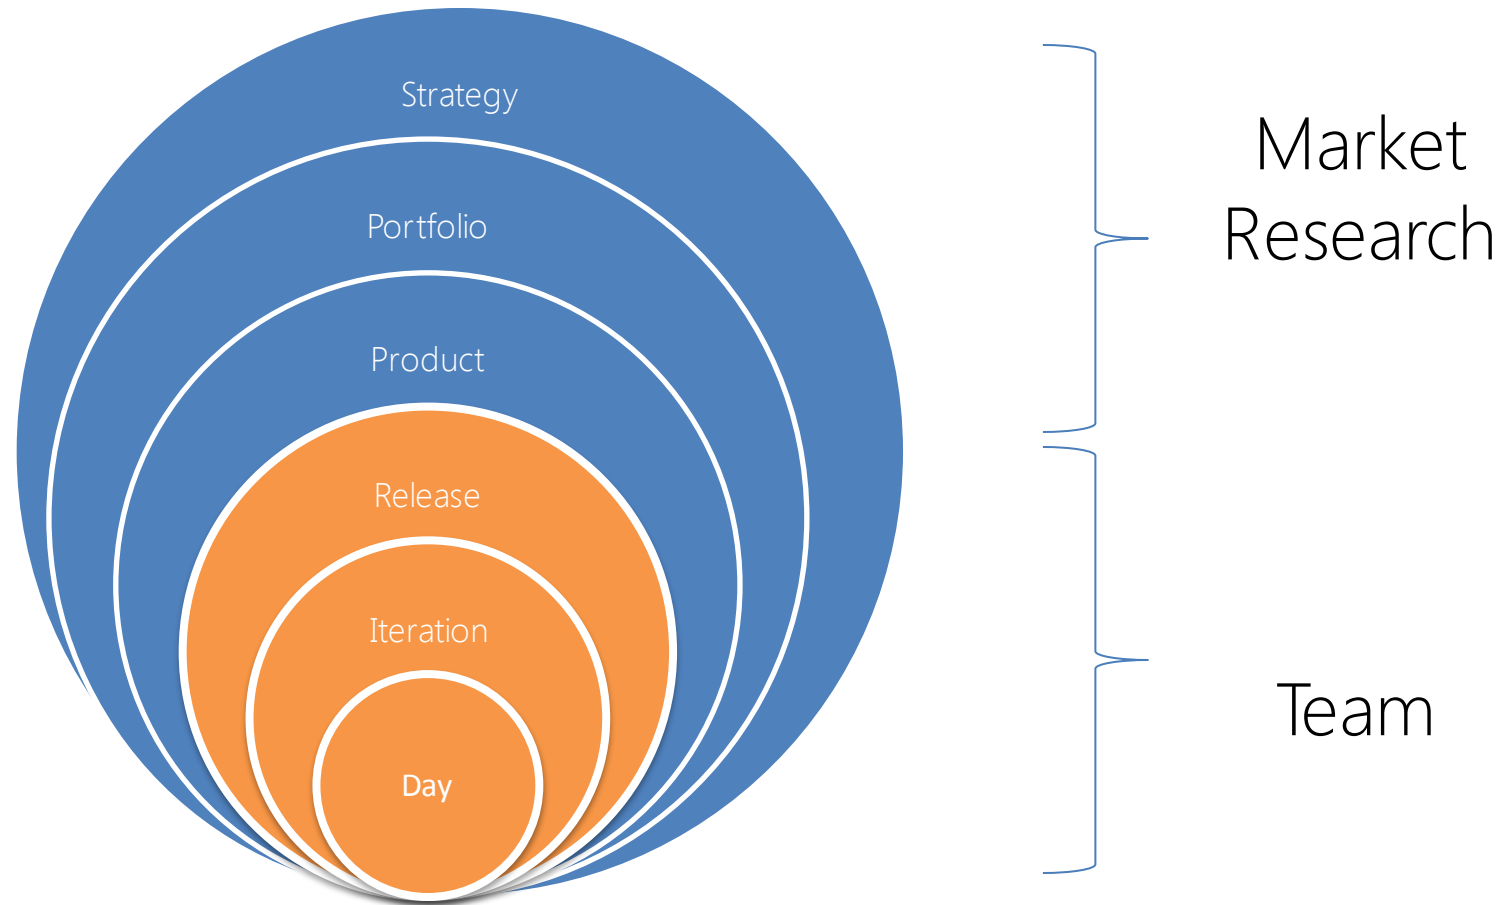 Strategy
Portfolio
Product
Release
Iteration
Day
Market
Research
Team